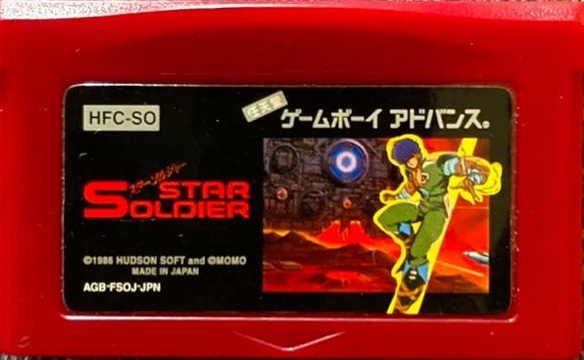 HFC-SO
任天堂
ゲームボーイ アドバンス®
スターソルジャー
STAR
SOLDIER
©1986 HUDSON SOFT and ©MOMO
MADE IN JAPAN
AGB-FSOJ-JPN